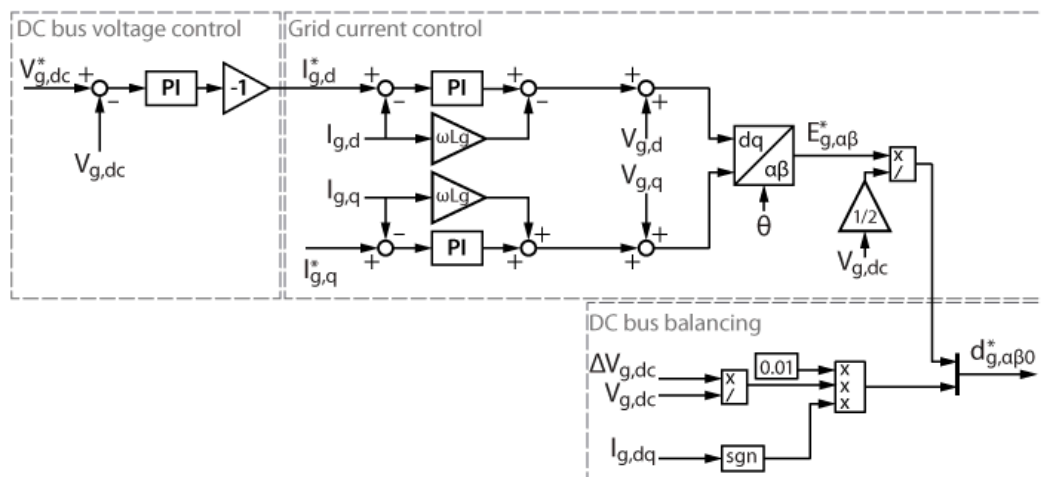 DC bus voltage control
Grid current control
V*g,dc
+
−
PI
-1
Vg,dc
I*g,d
+
−
PI
+
−
+
+
Ig,d
ωLg
Vg,d
Ig,q
ωLg
Vg,q
−
+
PI
+
+
+
+
I*g,q
dq
αβ
θ
E*g,αβ
x
/
1/2
Vg,dc
DC bus balancing
ΔVg,dc
Vg,dc
x
/
0.01
x
x
x
d*g,αβ0
Ig,dq
sgn